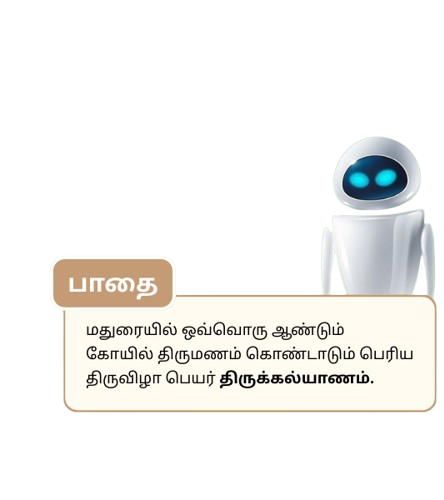 பாதை
மதுரையில் ஒவ்வொரு ஆண்டும்
கோயில் திருமணம் கொண்டாடும் பெரிய
திருவிழா பெயர் திருக்கல்யாணம்.